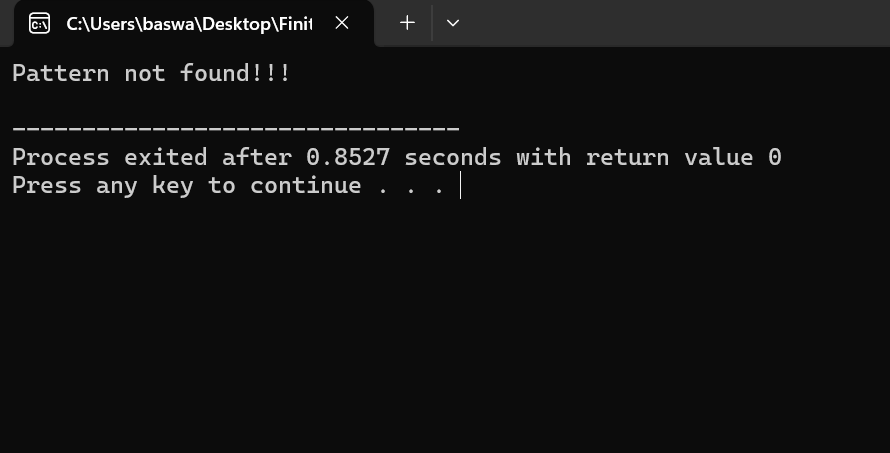 C:\Users\baswa\Desktop\Finit
Pattern not found!!!
--------------------------------
Process exited after 0.8527 seconds with return value 0
Press any key to continue . . .